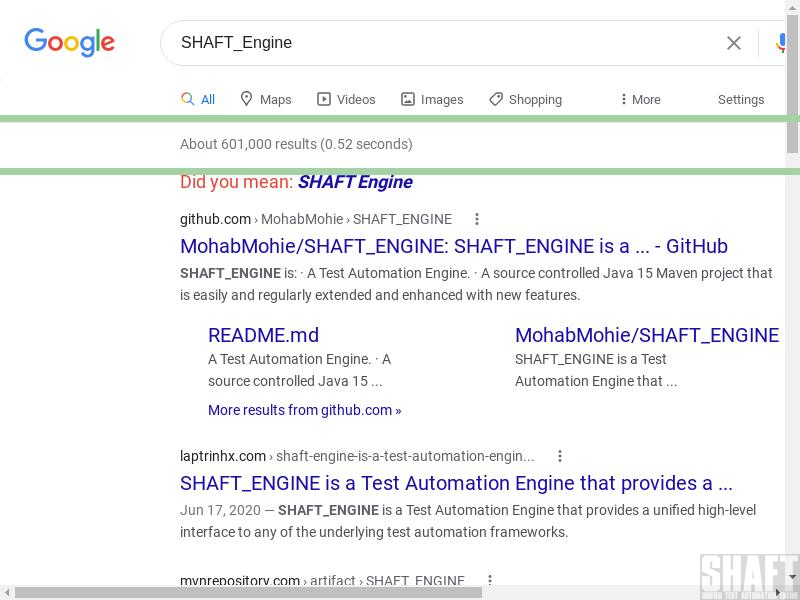 Google
SHAFT_Engine
All Maps Videos Images Shopping More Settings
About 601,000 results (0.52 seconds)
Did you mean: SHAFT Engine
github.com › MohabMohie › SHAFT_ENGINE
MohabMohie/SHAFT_ENGINE: SHAFT_ENGINE is a ... - GitHub
SHAFT_ENGINE is: · A Test Automation Engine. · A source controlled Java 15 Maven project that
is easily and regularly extended and enhanced with new features.
README.md
A Test Automation Engine. · A
source controlled Java 15 ...
MohabMohie/SHAFT_ENGINE
SHAFT_ENGINE is a Test
Automation Engine that ...
More results from github.com »
laptrinhx.com › shaft-engine-is-a-test-automation-engin...
SHAFT_ENGINE is a Test Automation Engine that provides a ...
Jun 17, 2020 — SHAFT_ENGINE is a Test Automation Engine that provides a unified high-level
interface to any of the underlying test automation frameworks.
mvnrepository.com › artifact › SHAFT_ENGINE
SHAFT
UNIFIED TEST AUTOMATION ENGINE